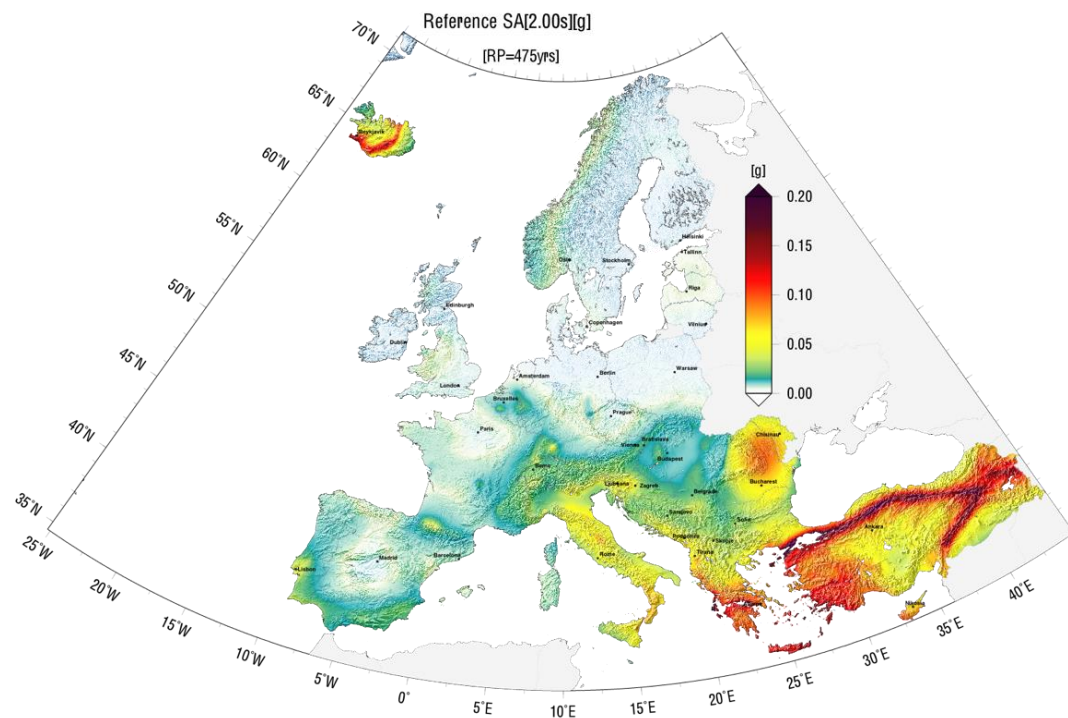 Reference SA[2.00s][g]
[RP=475yrs]
70°N
65°N
60°N
55°N
50°N
45°N
40°N
35°N
25°W
20°W
15°W
10°W
5°W
0°
5°E
10°E
15°E
20°E
25°E
30°E
35°E
40°E
[g]
0.20
0.15
0.10
0.05
0.00
Reykjavik
Helsinki
Tallinn
Oslo
Stockholm
Riga
Edinburgh
Copenhagen
Vilnius
Dublin
Warsaw
Berlin
Amsterdam
London
Bruxelles
Prague
Paris
Chisinau
Bratislava
Vienna
Budapest
Berne
Ljubljana
Zagreb
Bucharest
Belgrade
Sarajevo
Sofia
Podgorica
Skopje
Ankara
Rome
Tirana
Barcelona
Madrid
Lisbon